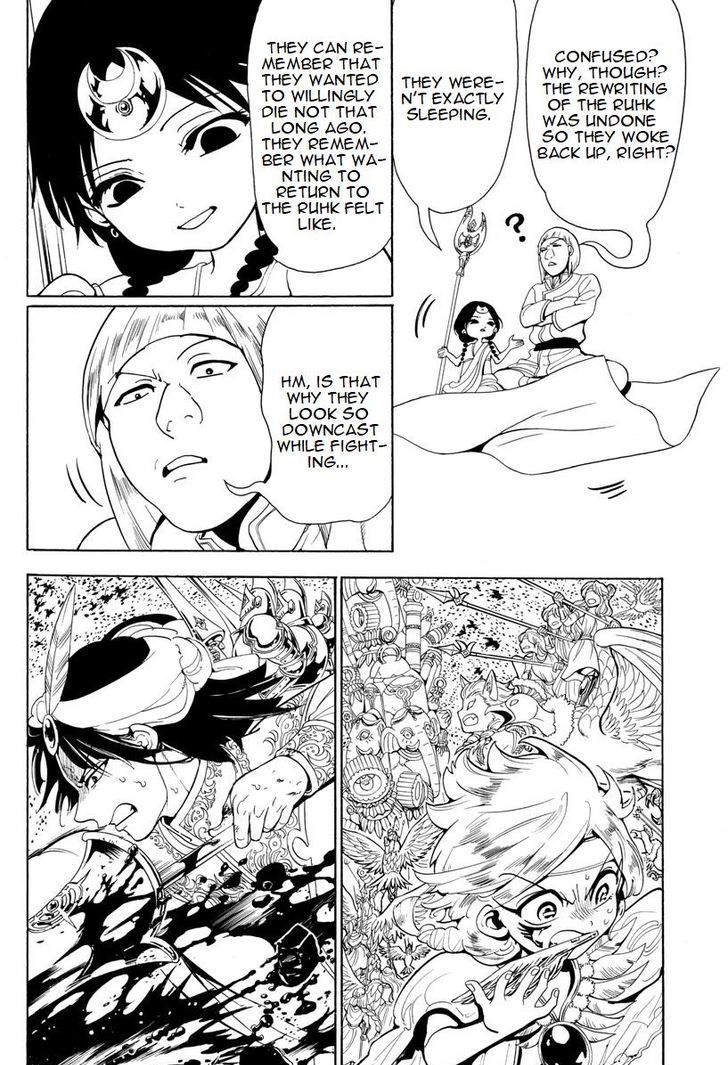 CONFUSED?
WHY, THOUGH?
THE REWRITING
OF THE RUHK
WAS UNDONE
SO THEY WOKE
BACK UP, RIGHT?
THEY WERE-
N'T EXACTLY
SLEEPING.
?
THEY CAN RE-
MEMBER THAT
THEY WANTED
TO WILLINGLY
DIE NOT THAT
LONG AGO.
THEY REMEM-
BER WHAT WA-
NTING TO
RETURN TO
THE RUHK FELT
LIKE.
HM, IS THAT
WHY THEY
LOOK SO
DOWNCAST
WHILE FIGHT-
ING...